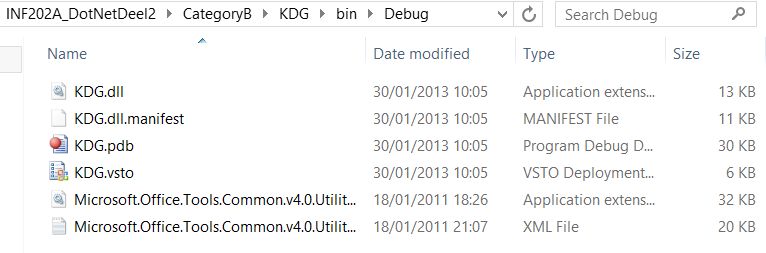 INF202A_DotNetDeel2 CategoryB KDG bin Debug Search Debug
Name Date modified Type Size
KDG.dll 30/01/2013 10:05 Application extens... 13 KB
KDG.dll.manifest 30/01/2013 10:05 MANIFEST File 11 KB
KDG.pdb 30/01/2013 10:05 Program Debug D... 30 KB
KDG.vsto 30/01/2013 10:05 VSTO Deployment... 6 KB
Microsoft.Office.Tools.Common.v4.0.Utilit... 18/01/2011 18:26 Application extens... 32 KB
Microsoft.Office.Tools.Common.v4.0.Utilit... 18/01/2011 21:07 XML File 20 KB